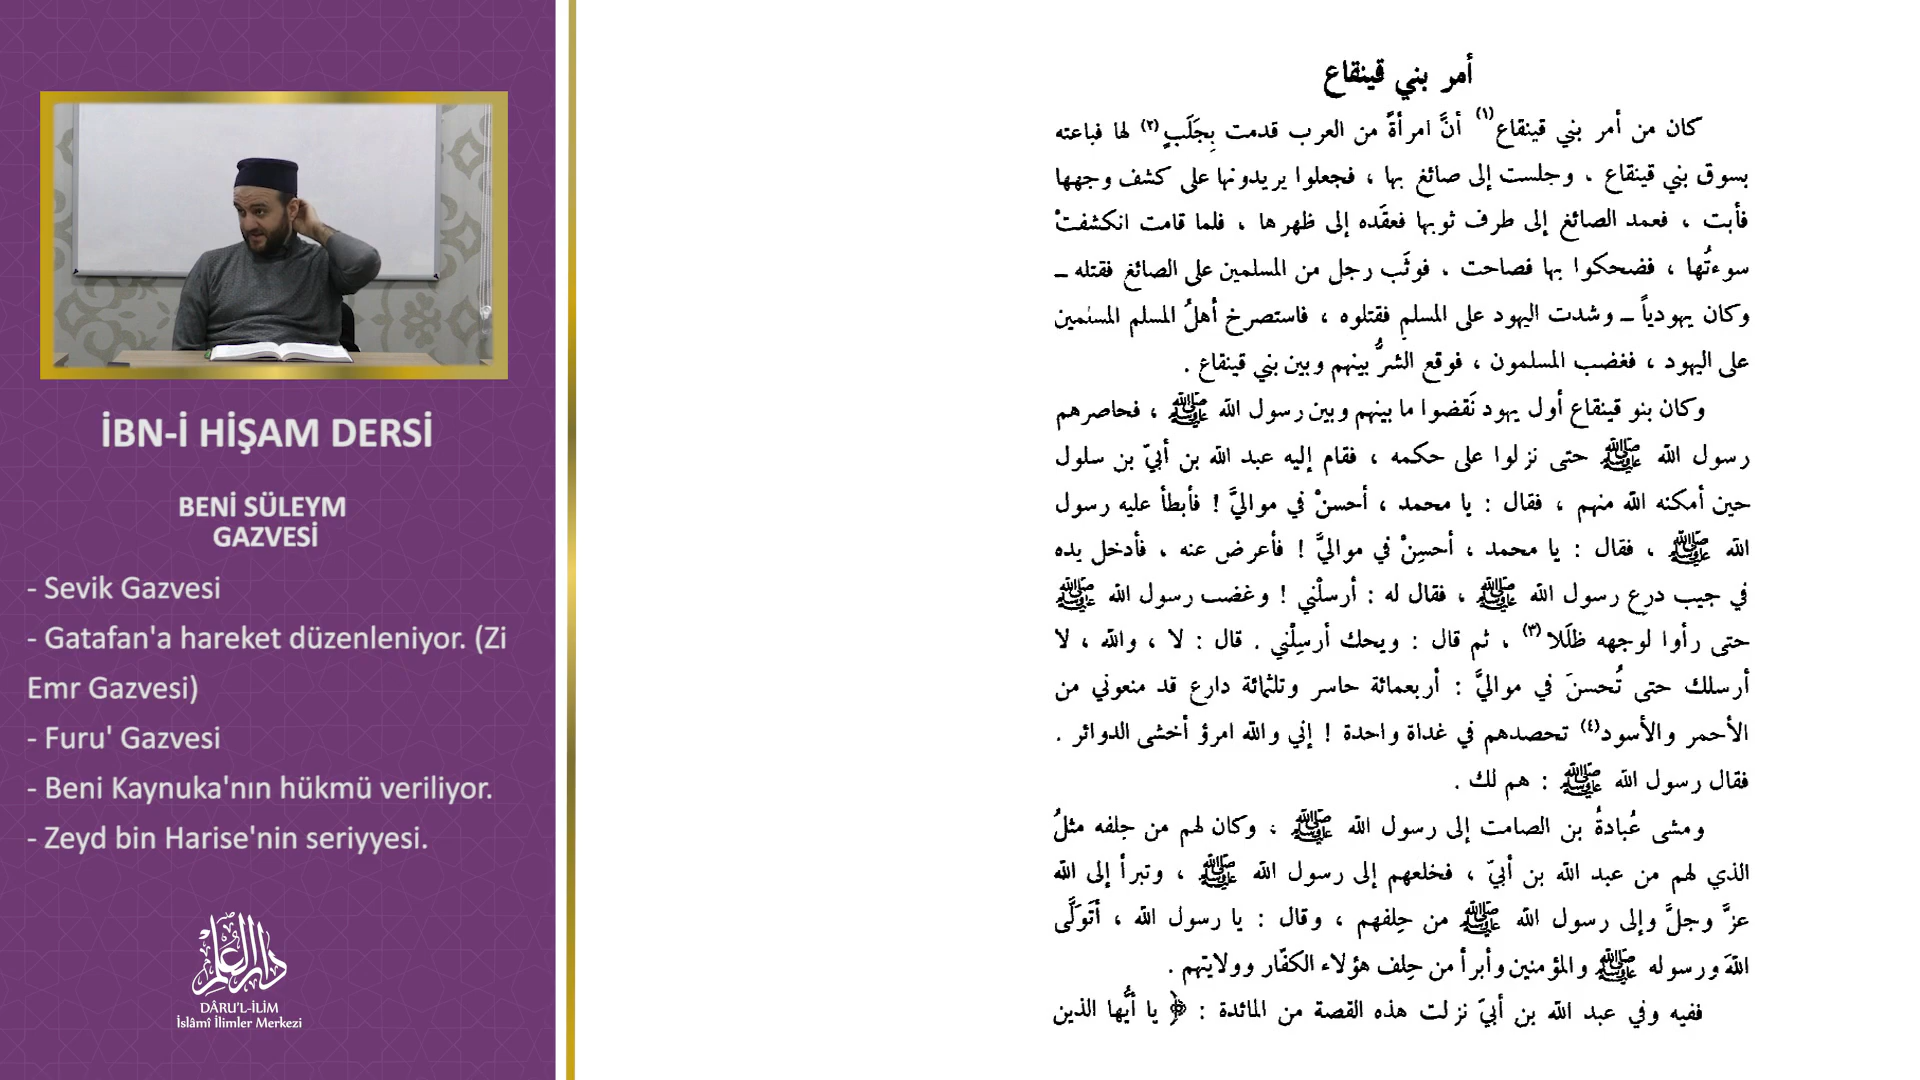 İBN-İ HİŞAM DERSİ
BENİ SÜLEYM
GAZVESİ
- Sevik Gazvesi
- Gatafan'a hareket düzenleniyor. (Zi
Emr Gazvesi)
- Furu' Gazvesi
- Beni Kaynuka'nın hükmü veriliyor.
- Zeyd bin Harise'nin seriyyesi.
دار العلم
DÂRU'L-İLİM
İslâmî İlimler Merkezi
أمر بني قينقاع
كان من أمر بني قينقاع(١) أنَّ امرأةً من العرب قدمت بِجَلَبٍ(٢) لها فباعته
بسوق بني قينقاع . وجلست إلى صائغ بها ، فجعلوا يريدونها على كشف وجهها
فأبت ، فعمد الصائغ إلى طرف ثوبها فعقَده إلى ظهرها ، فلما قامت انكشفتْ
سوءتُها ، فضحكوا بها فصاحت . فوثَب رجل من المسلمين على الصائغ فقتله ــ
وكان يهودياً ــ وشدت اليهود على المسلمِ فقتلوه ، فاستصرخ أهلُ المسلم المسلمين
على اليهود ، فغضب المسلمون ، فوقع الشرُّ بينهم وبين بني قينقاع .
وكان بنو قينقاع أول يهود نَقضوا ما بينهم وبين رسول الله ﷺ ، فحاصرهم
رسول الله ﷺ حتى نزلوا على حكمه ، فقام إليه عبد الله بن أبيّ بن سلول
حين أمكنه الله منهم ، فقال : يا محمد ، أحسنْ في مواليَّ ! فأبطأ عليه رسول
الله ﷺ ، فقال : يا محمد ، أحسِنْ في مواليَّ ! فأعرض عنه ، فأدخل يده
في جيب درع رسول الله ﷺ ، فقال له : أرسلْني ! وغضب رسول الله ﷺ
حتى رأوا لوجهه ظلَلا(٣) ، ثم قال : ويحك أرسِلْني . قال : لا ، والله ، لا
أرسلك حتى تُحسنَ في مواليَّ : أربعمائة حاسر وثلثمائة دارع قد منعوني من
الأحمر والأسود(٤) تحصدهم في غداة واحدة ! إني والله امرؤ أخشى الدوائر .
فقال رسول الله ﷺ : هم لك .
ومشى عُبادةُ بن الصامت إلى رسول الله ﷺ ، وكان لهم من حِلفه مثلُ
الذي لهم من عبد الله بن أبيّ ، فخلعهم إلى رسول الله ﷺ ، وتبرأ إلى الله
عزَّ وجلَّ وإلى رسول الله ﷺ من حِلفهم ، وقال : يا رسول الله ، أتَولَّى
اللهَ ورسوله ﷺ والمؤمنين وأبرأ من حِلف هؤلاء الكفّار وولايتهم .
ففيه وفي عبد الله بن أبيّ نزلت هذه القصة من المائدة : ﴿ يا أيُّها الذين